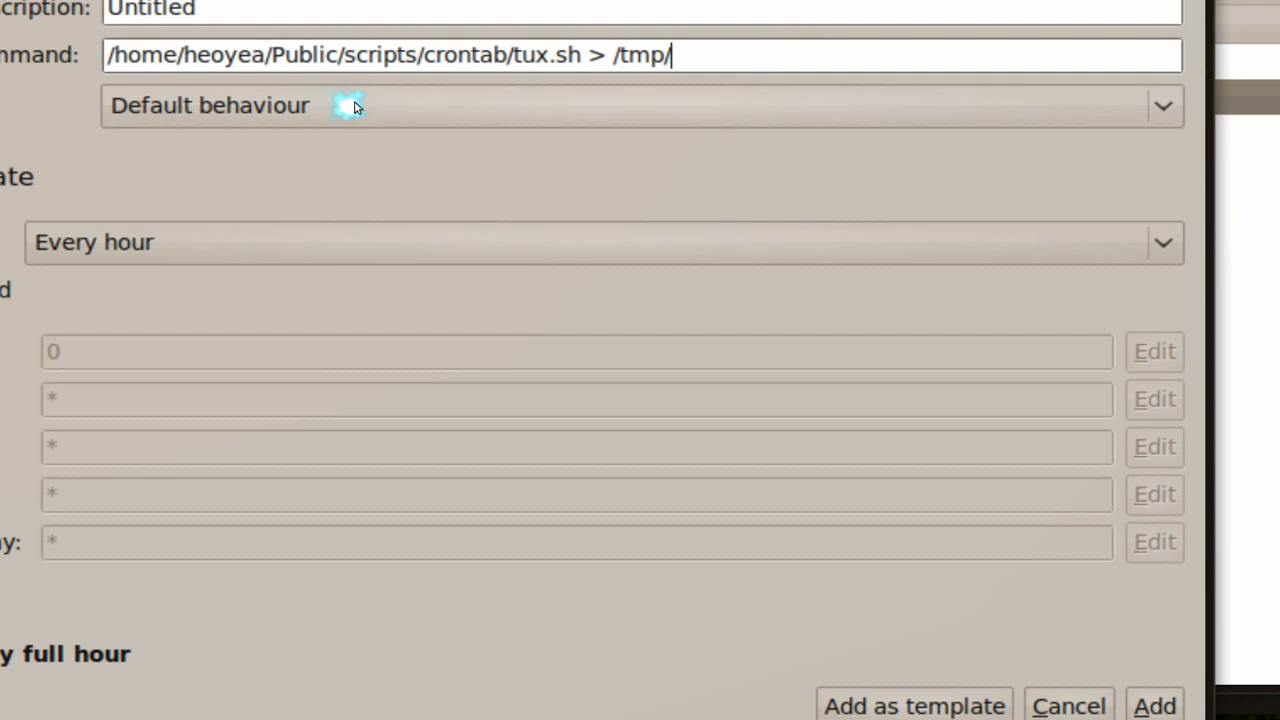 cription: Untitled
mmand: /home/heoyea/Public/scripts/crontab/tux.sh > /tmp/
Default behaviour
ate
Every hour
d
0 Edit
* Edit
* Edit
* Edit
ay: * Edit
y full hour
Add as template Cancel Add